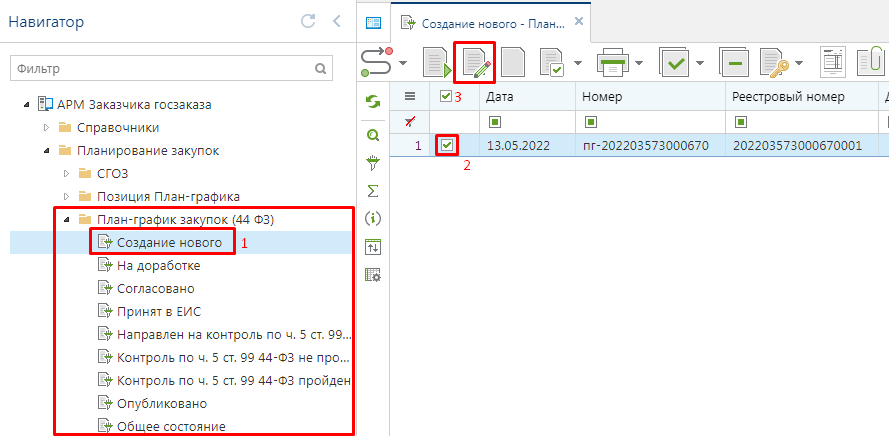 Навигатор
Фильтр
АРМ Заказчика госзаказа
Справочники
Планирование закупок
СГОЗ
Позиция План-графика
План-график закупок (44 ФЗ)
Создание нового 1
На доработке
Согласовано
Принят в ЕИС
Направлен на контроль по ч. 5 ст. 99...
Контроль по ч. 5 ст. 99 44-ФЗ не про...
Контроль по ч. 5 ст. 99 44-ФЗ пройден
Опубликовано
Общее состояние
Создание нового - План...
3 Дата Номер Реестровый номер
1 13.05.2022 пг-202203573000670 202203573000670001
2